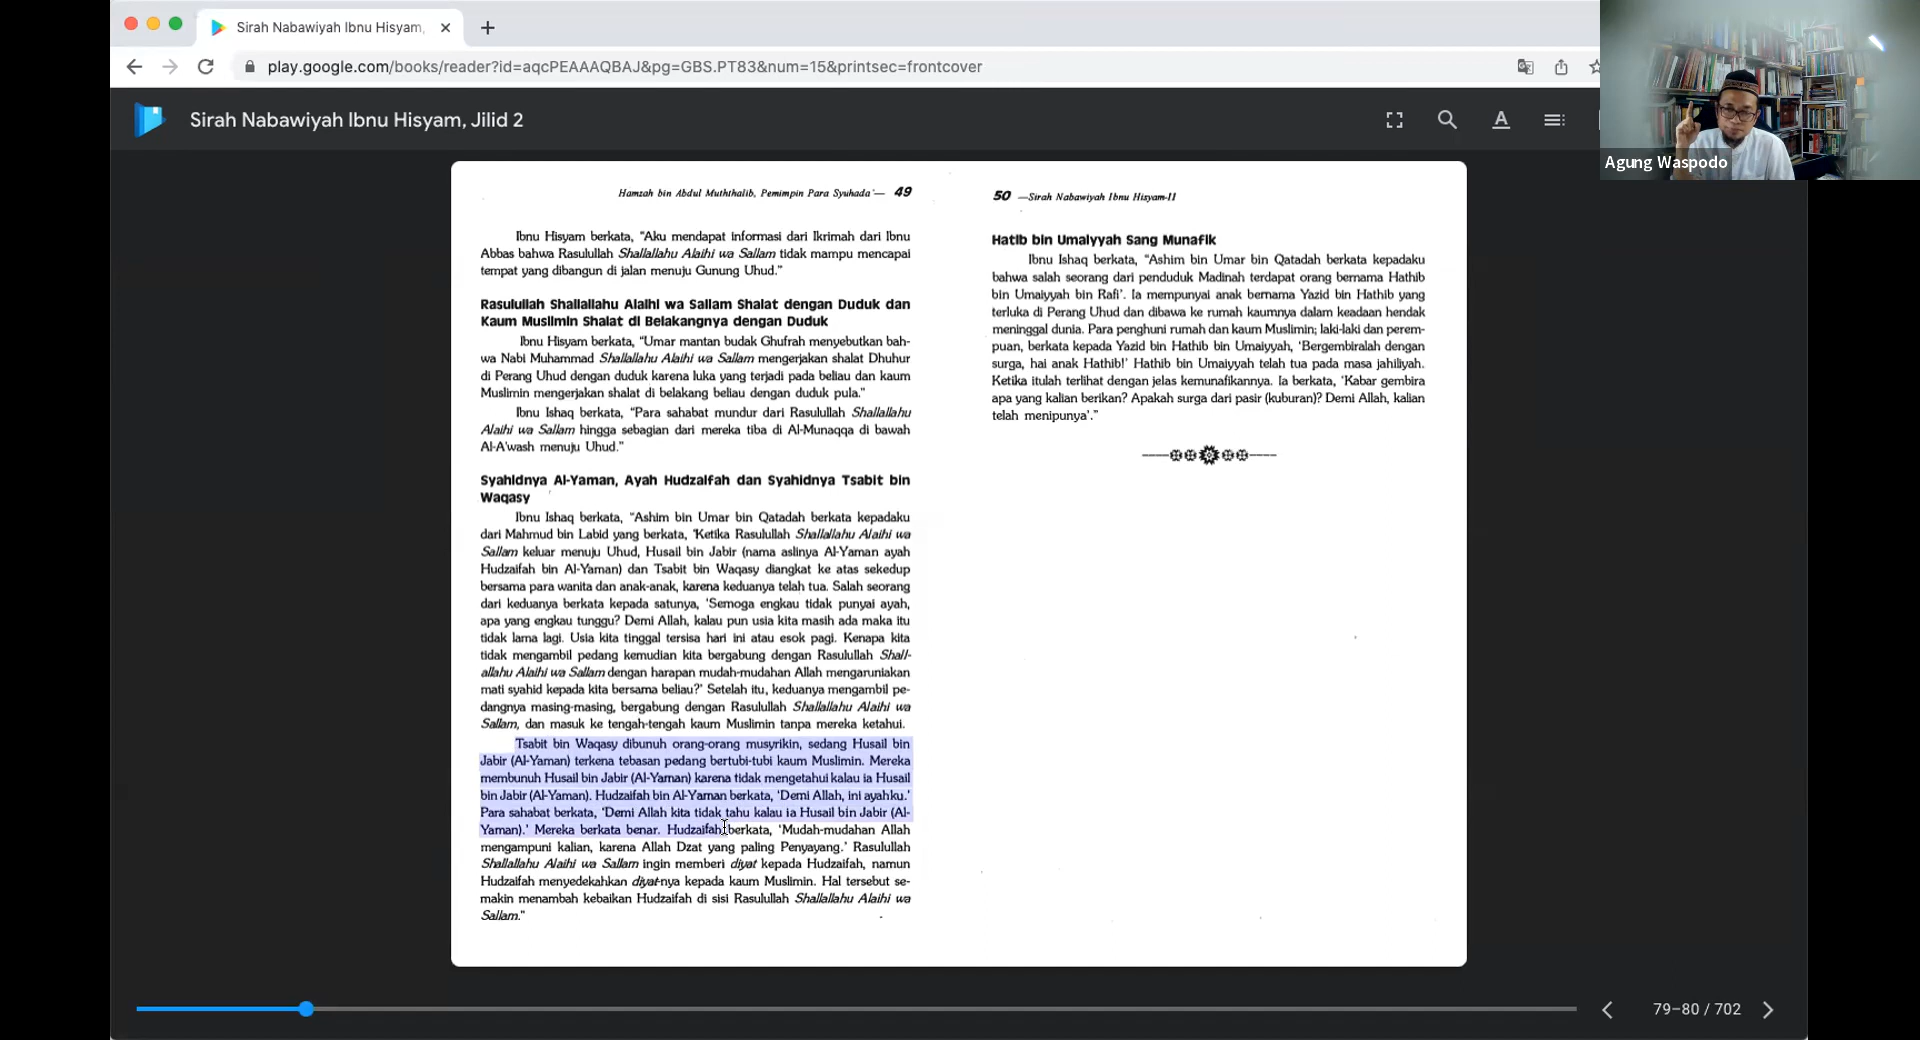 Sirah Nabawiyah Ibnu Hisyam,
play.google.com/books/reader?id=aqcPEAAAQBAJ&pg=GBS.PT83&num=15&printsec=frontcover
Sirah Nabawiyah Ibnu Hisyam, Jilid 2
Agung Waspodo
Hamzah bin Abdul Muththalib, Pemimpin Para Syuhada'— 49
Ibnu Hisyam berkata, "Aku mendapat informasi dari Ikrimah dari Ibnu
Abbas bahwa Rasulullah Shallallahu Alaihi wa Sallam tidak mampu mencapai
tempat yang dibangun di jalan menuju Gunung Uhud."
Rasulullah Shallallahu Alaihi wa Sallam Shalat dengan Duduk dan
Kaum Muslimin Shalat di Belakangnya dengan Duduk
Ibnu Hisyam berkata, "Umar mantan budak Ghufrah menyebutkan bah-
wa Nabi Muhammad Shallallahu Alaihi wa Sallam mengerjakan shalat Dhuhur
di Perang Uhud dengan duduk karena luka yang terjadi pada beliau dan kaum
Muslimin mengerjakan shalat di belakang beliau dengan duduk pula."
Ibnu Ishaq berkata, "Para sahabat mundur dari Rasulullah Shallallahu
Alaihi wa Sallam hingga sebagian dari mereka tiba di Al-Munaqqa di bawah
Al-A'wash menuju Uhud."
Syahidnya Al-Yaman, Ayah Hudzaifah dan Syahidnya Tsabit bin
Waqasy
Ibnu Ishaq berkata, "Ashim bin Umar bin Qatadah berkata kepadaku
dari Mahmud bin Labid yang berkata, 'Ketika Rasulullah Shallallahu Alaihi wa
Sallam keluar menuju Uhud, Husail bin Jabir (nama aslinya Al-Yaman ayah
Hudzaifah bin Al-Yaman) dan Tsabit bin Waqasy diangkat ke atas sekedup
bersama para wanita dan anak-anak, karena keduanya telah tua. Salah seorang
dari keduanya berkata kepada satunya, 'Semoga engkau tidak punyai ayah,
apa yang engkau tunggu? Demi Allah, kalau pun usia kita masih ada maka itu
tidak lama lagi. Usia kita tinggal tersisa hari ini atau esok pagi. Kenapa kita
tidak mengambil pedang kemudian kita bergabung dengan Rasulullah Shall-
allahu Alaihi wa Sallam dengan harapan mudah-mudahan Allah mengaruniakan
mati syahid kepada kita bersama beliau?' Setelah itu, keduanya mengambil pe-
dangnya masing-masing, bergabung dengan Rasulullah Shallallahu Alaihi wa
Sallam, dan masuk ke tengah-tengah kaum Muslimin tanpa mereka ketahui.
Tsabit bin Waqasy dibunuh orang-orang musyrikin, sedang Husail bin
Jabir (Al-Yaman) terkena tebasan pedang bertubi-tubi kaum Muslimin. Mereka
membunuh Husail bin Jabir (Al-Yaman) karena tidak mengetahui kalau ia Husail
bin Jabir (Al-Yaman). Hudzaifah bin Al-Yaman berkata, 'Demi Allah, ini ayahku.'
Para sahabat berkata, 'Demi Allah kita tidak tahu kalau ia Husail bin Jabir (Al-
Yaman).' Mereka berkata benar. Hudzaifah berkata, 'Mudah-mudahan Allah
mengampuni kalian, karena Allah Dzat yang paling Penyayang.' Rasulullah
Shallallahu Alaihi wa Sallam ingin memberi diyat kepada Hudzaifah, namun
Hudzaifah menyedekahkan diyat-nya kepada kaum Muslimin. Hal tersebut se-
makin menambah kebaikan Hudzaifah di sisi Rasulullah Shallallahu Alaihi wa
Sallam."
50 —Sirah Nabawiyah Ibnu Hisyam-II
Hatib bin Umaiyyah Sang Munafik
Ibnu Ishaq berkata, "Ashim bin Umar bin Qatadah berkata kepadaku
bahwa salah seorang dari penduduk Madinah terdapat orang bernama Hathib
bin Umaiyyah bin Rafi'. Ia mempunyai anak bernama Yazid bin Hathib yang
terluka di Perang Uhud dan dibawa ke rumah kaumnya dalam keadaan hendak
meninggal dunia. Para penghuni rumah dan kaum Muslimin; laki-laki dan perem-
puan, berkata kepada Yazid bin Hathib bin Umaiyyah, 'Bergembiralah dengan
surga, hai anak Hathib!' Hathib bin Umaiyyah telah tua pada masa jahiliyah.
Ketika itulah terlihat dengan jelas kemunafikannya. Ia berkata, 'Kabar gembira
apa yang kalian berikan? Apakah surga dari pasir (kuburan)? Demi Allah, kalian
telah menipunya'."
79–80 / 702